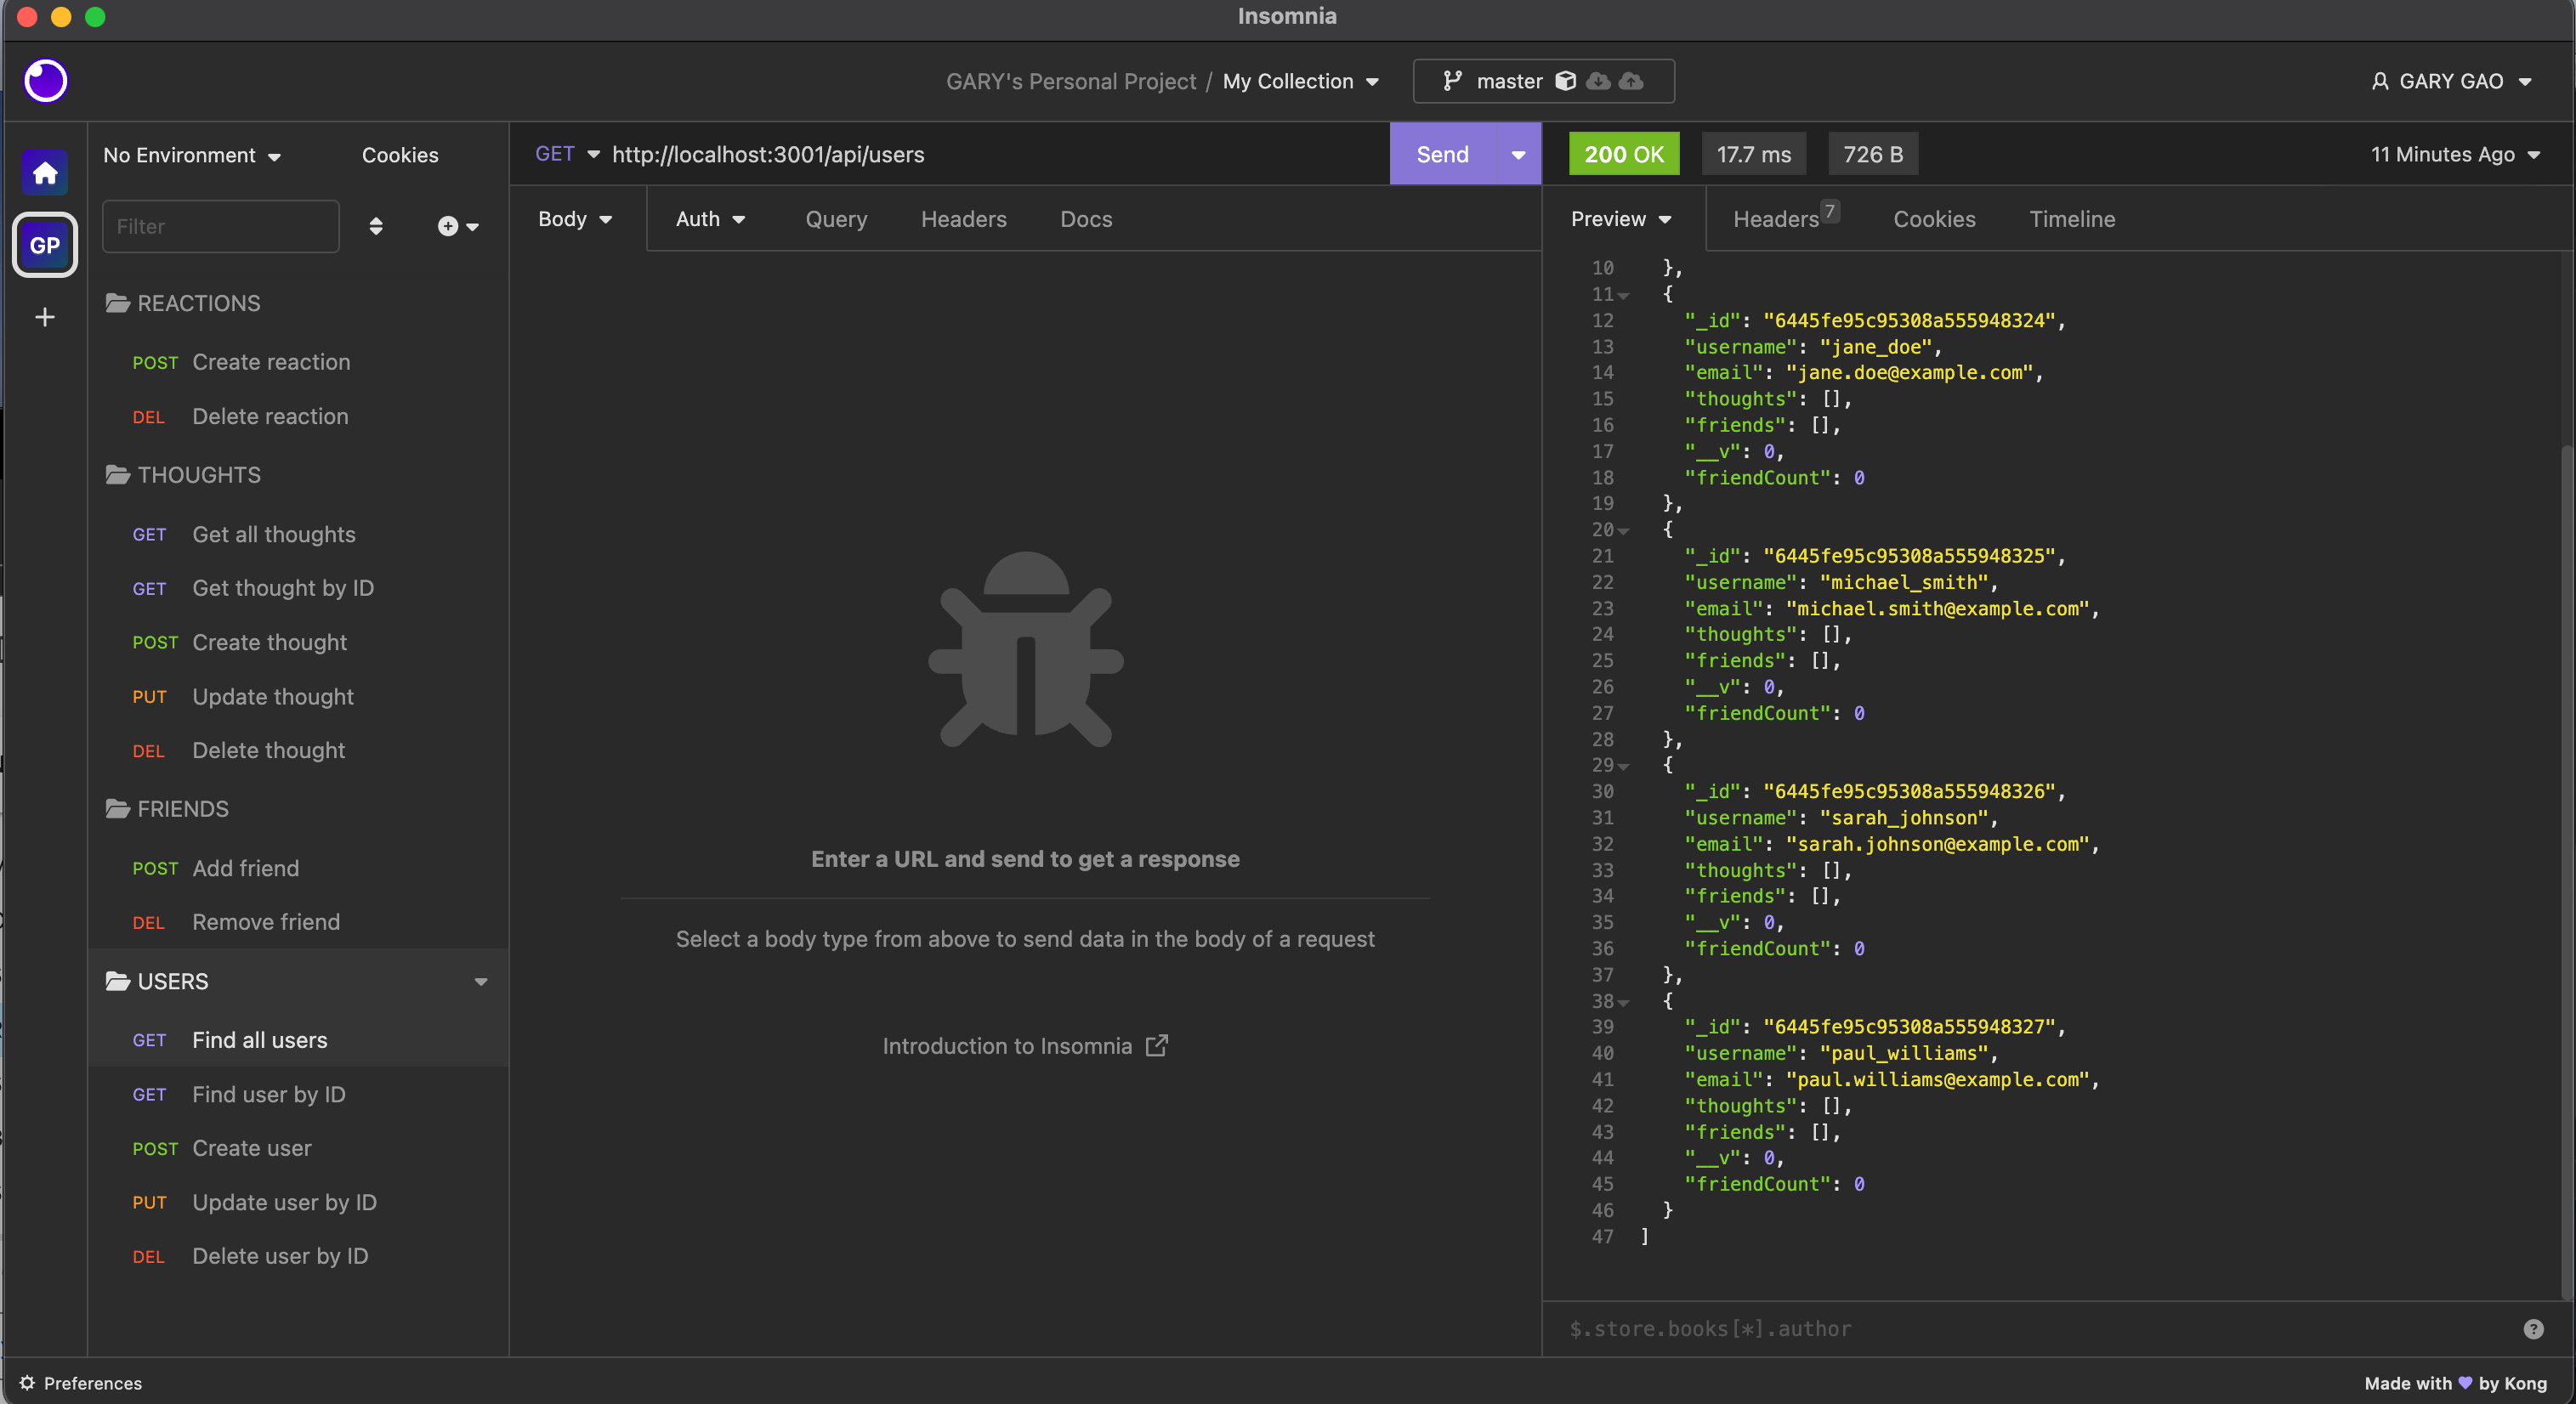 Insomnia
GARY's Personal Project / My Collection
master
GARY GAO
GP
No Environment
Cookies
Filter
REACTIONS
POST Create reaction
DEL Delete reaction
THOUGHTS
GET Get all thoughts
GET Get thought by ID
POST Create thought
PUT Update thought
DEL Delete thought
FRIENDS
POST Add friend
DEL Remove friend
USERS
GET Find all users
GET Find user by ID
POST Create user
PUT Update user by ID
DEL Delete user by ID
GET http://localhost:3001/api/users
Send
Body
Auth
Query
Headers
Docs
Enter a URL and send to get a response
Select a body type from above to send data in the body of a request
Introduction to Insomnia
200 OK
17.7 ms
726 B
11 Minutes Ago
Preview
Headers 7
Cookies
Timeline
10 },
11 {
12 "_id": "6445fe95c95308a555948324",
13 "username": "jane_doe",
14 "email": "jane.doe@example.com",
15 "thoughts": [],
16 "friends": [],
17 "__v": 0,
18 "friendCount": 0
19 },
20 {
21 "_id": "6445fe95c95308a555948325",
22 "username": "michael_smith",
23 "email": "michael.smith@example.com",
24 "thoughts": [],
25 "friends": [],
26 "__v": 0,
27 "friendCount": 0
28 },
29 {
30 "_id": "6445fe95c95308a555948326",
31 "username": "sarah_johnson",
32 "email": "sarah.johnson@example.com",
33 "thoughts": [],
34 "friends": [],
35 "__v": 0,
36 "friendCount": 0
37 },
38 {
39 "_id": "6445fe95c95308a555948327",
40 "username": "paul_williams",
41 "email": "paul.williams@example.com",
42 "thoughts": [],
43 "friends": [],
44 "__v": 0,
45 "friendCount": 0
46 }
47 ]
$.store.books[*].author
Preferences
Made with 💜 by Kong